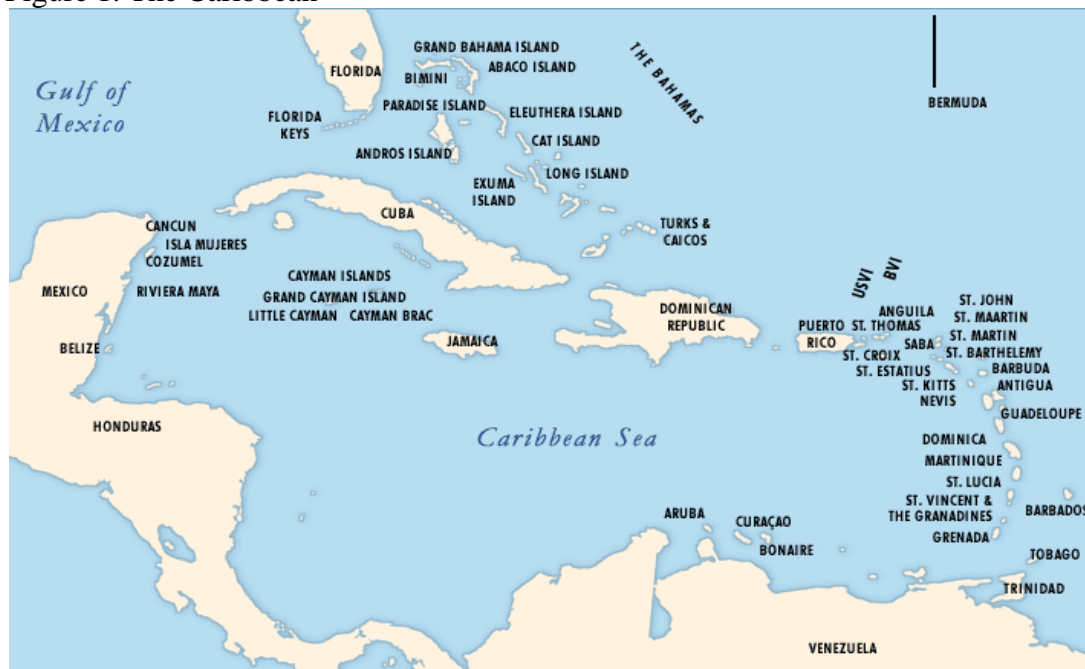 Figure 1: The Caribbean
GRAND BAHAMA ISLAND
ABACO ISLAND
BIMINI
FLORIDA
THE BAHAMAS
Gulf of
Mexico
BERMUDA
PARADISE ISLAND
ELEUTHERA ISLAND
FLORIDA
KEYS
CAT ISLAND
ANDROS ISLAND
LONG ISLAND
EXUMA
ISLAND
CUBA
TURKS &
CAICOS
CANCUN
ISLA MUJERES
COZUMEL
MEXICO
RIVIERA MAYA
CAYMAN ISLANDS
GRAND CAYMAN ISLAND
LITTLE CAYMAN CAYMAN BRAC
JAMAICA
BELIZE
DOMINICAN
REPUBLIC
USVI
BVI
ANGUILA
ST. JOHN
ST. MAARTIN
PUERTO
RICO
ST. THOMAS
ST. MARTIN
SABA
ST. CROIX
ST. BARTHELEMY
ST. ESTATIUS
BARBUDA
ST. KITTS
ANTIGUA
NEVIS
GUADELOUPE
HONDURAS
Caribbean Sea
DOMINICA
MARTINIQUE
ST. LUCIA
ST. VINCENT &
THE GRANADINES
BARBADOS
GRENADA
ARUBA
CURAÇAO
BONAIRE
TOBAGO
TRINIDAD
VENEZUELA